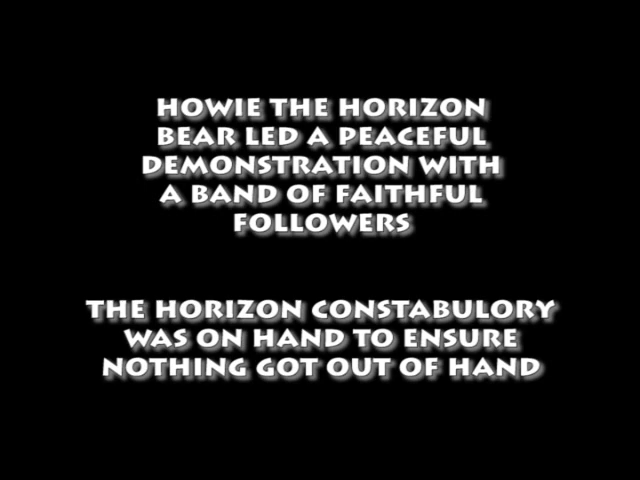 HOWIE THE HORIZON
BEAR LED A PEACEFUL
DEMONSTRATION WITH
A BAND OF FAITHFUL
FOLLOWERS
THE HORIZON CONSTABULORY
WAS ON HAND TO ENSURE
NOTHING GOT OUT OF HAND